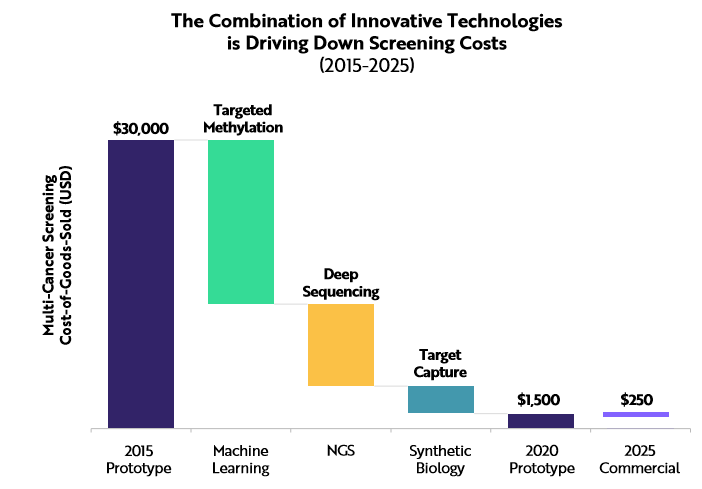 The Combination of Innovative Technologies
is Driving Down Screening Costs
(2015-2025)
Multi-Cancer Screening
Cost-of-Goods-Sold (USD)
$30,000
Targeted
Methylation
Deep
Sequencing
Target
Capture
$1,500
$250
2015
Prototype
Machine
Learning
NGS
Synthetic
Biology
2020
Prototype
2025
Commercial